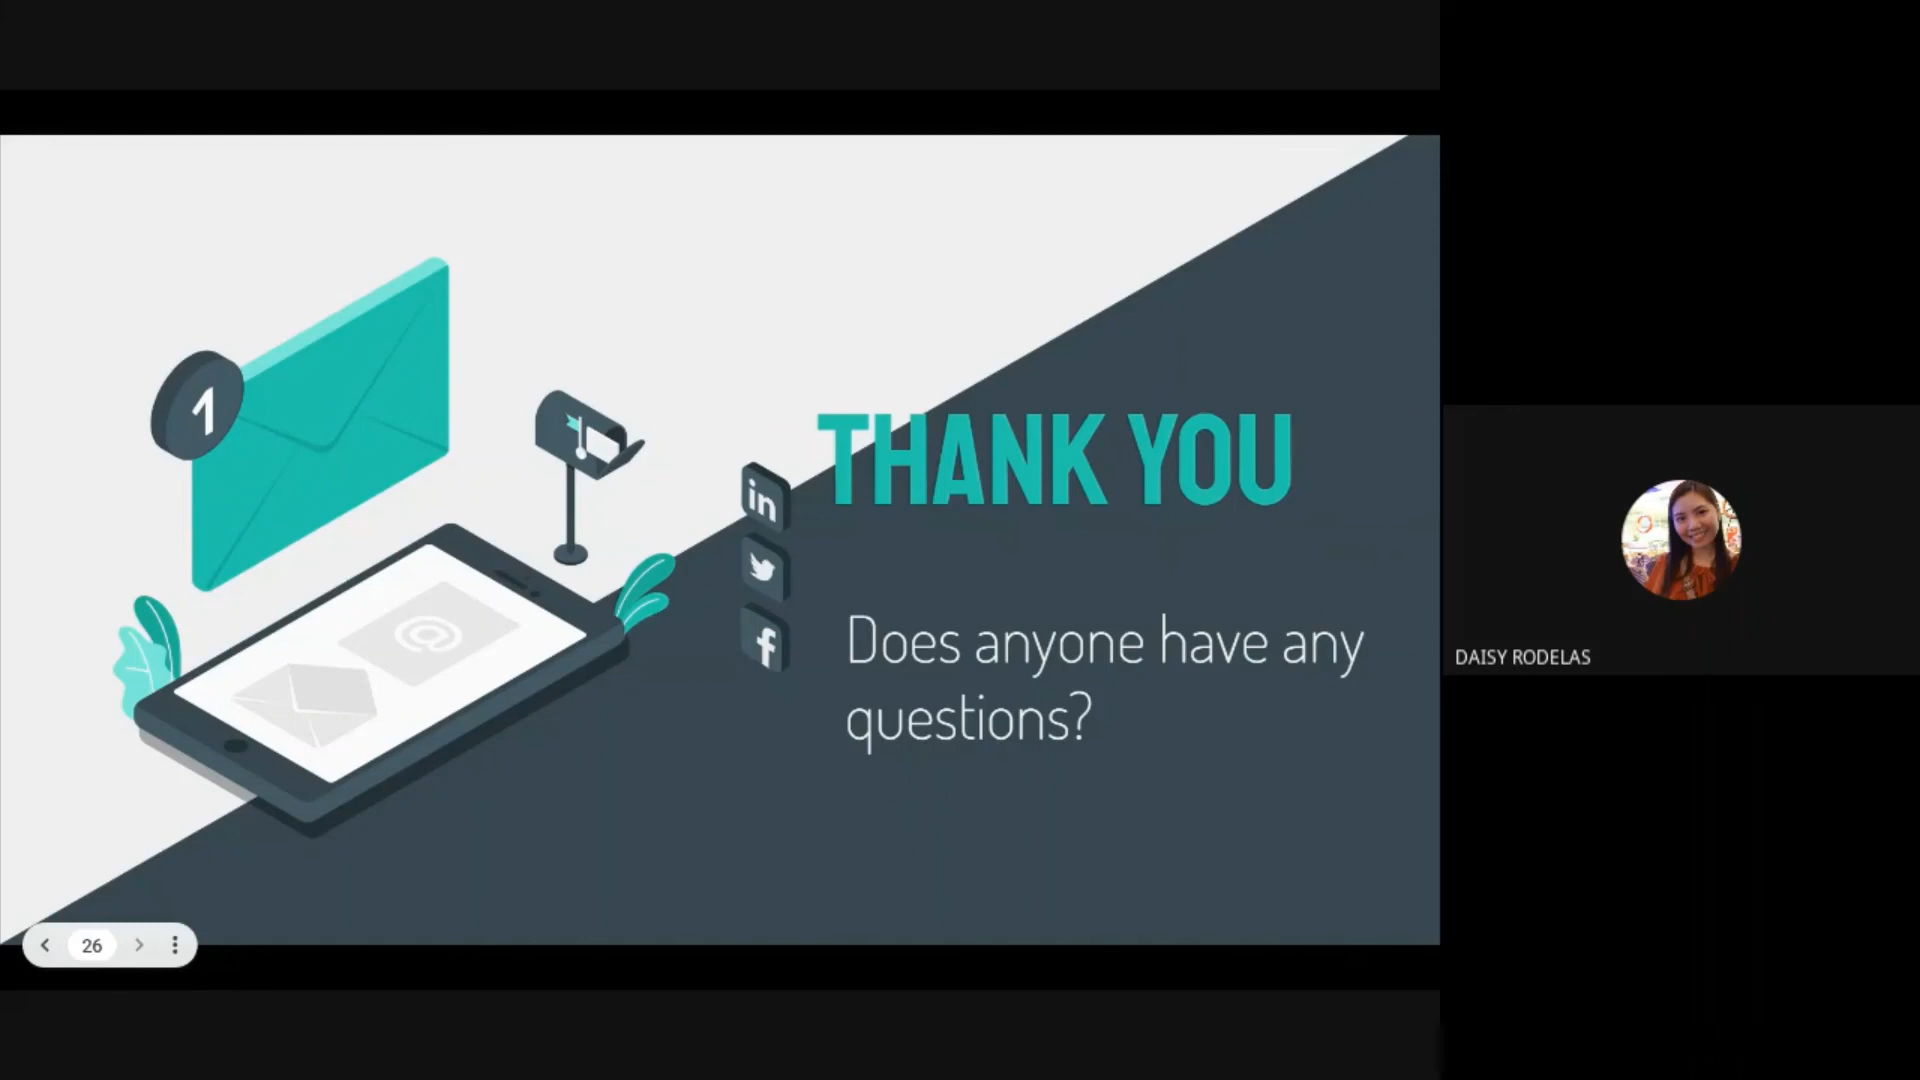 1
in
@
f
THANK YOU
Does anyone have any
questions?
26
DAISY RODELAS